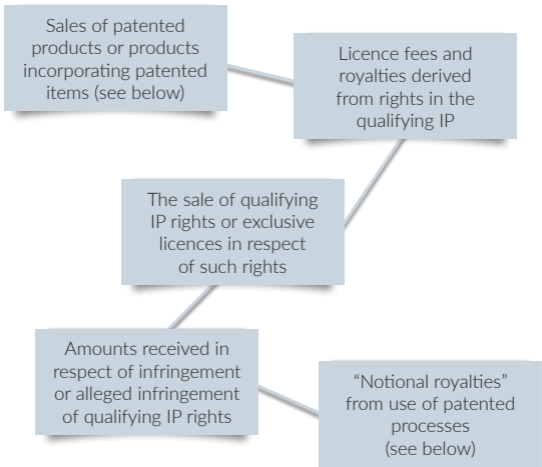 Sales of patented
products or products
incorporating patented
items (see below)
Licence fees and
royalties derived
from rights in the
qualifying IP
The sale of qualifying
IP rights or exclusive
licences in respect
of such rights
Amounts received in
respect of infringement
or alleged infringement
of qualifying IP rights
“Notional royalties”
from use of patented
processes
(see below)